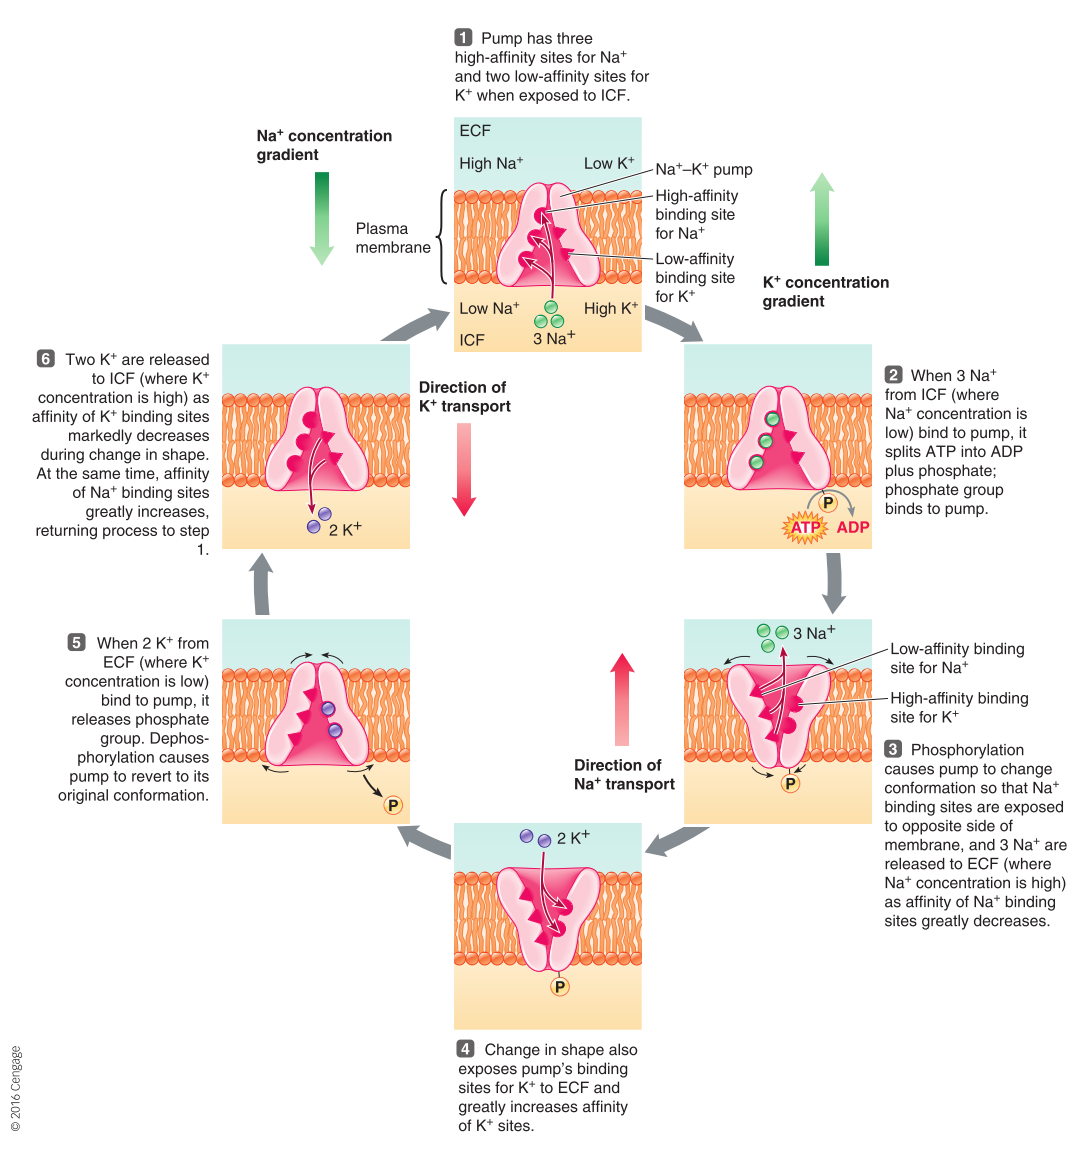 1 Pump has three
high-affinity sites for Na+
and two low-affinity sites for
K+ when exposed to ICF.
Na+ concentration
gradient
ECF
High Na+
Low K+
Na+–K+ pump
High-affinity
binding site
for Na+
Plasma
membrane
Low-affinity
binding site
for K+
K+ concentration
gradient
Low Na+
High K+
ICF
3 Na+
2 When 3 Na+
from ICF (where
Na+ concentration is
low) bind to pump, it
splits ATP into ADP
plus phosphate;
phosphate group
binds to pump.
P
ATP
ADP
3 Na+
Low-affinity binding
site for Na+
High-affinity binding
site for K+
P
3 Phosphorylation
causes pump to change
conformation so that Na+
binding sites are exposed
to opposite side of
membrane, and 3 Na+ are
released to ECF (where
Na+ concentration is high)
as affinity of Na+ binding
sites greatly decreases.
Direction of
Na+ transport
2 K+
P
4 Change in shape also
exposes pump's binding
sites for K+ to ECF and
greatly increases affinity
of K+ sites.
5 When 2 K+ from
ECF (where K+
concentration is low)
bind to pump, it
releases phosphate
group. Dephos-
phorylation causes
pump to revert to its
original conformation.
P
6 Two K+ are released
to ICF (where K+
concentration is high) as
affinity of K+ binding sites
markedly decreases
during change in shape.
At the same time, affinity
of Na+ binding sites
greatly increases,
returning process to step
1.
2 K+
Direction of
K+ transport
© 2016 Cengage